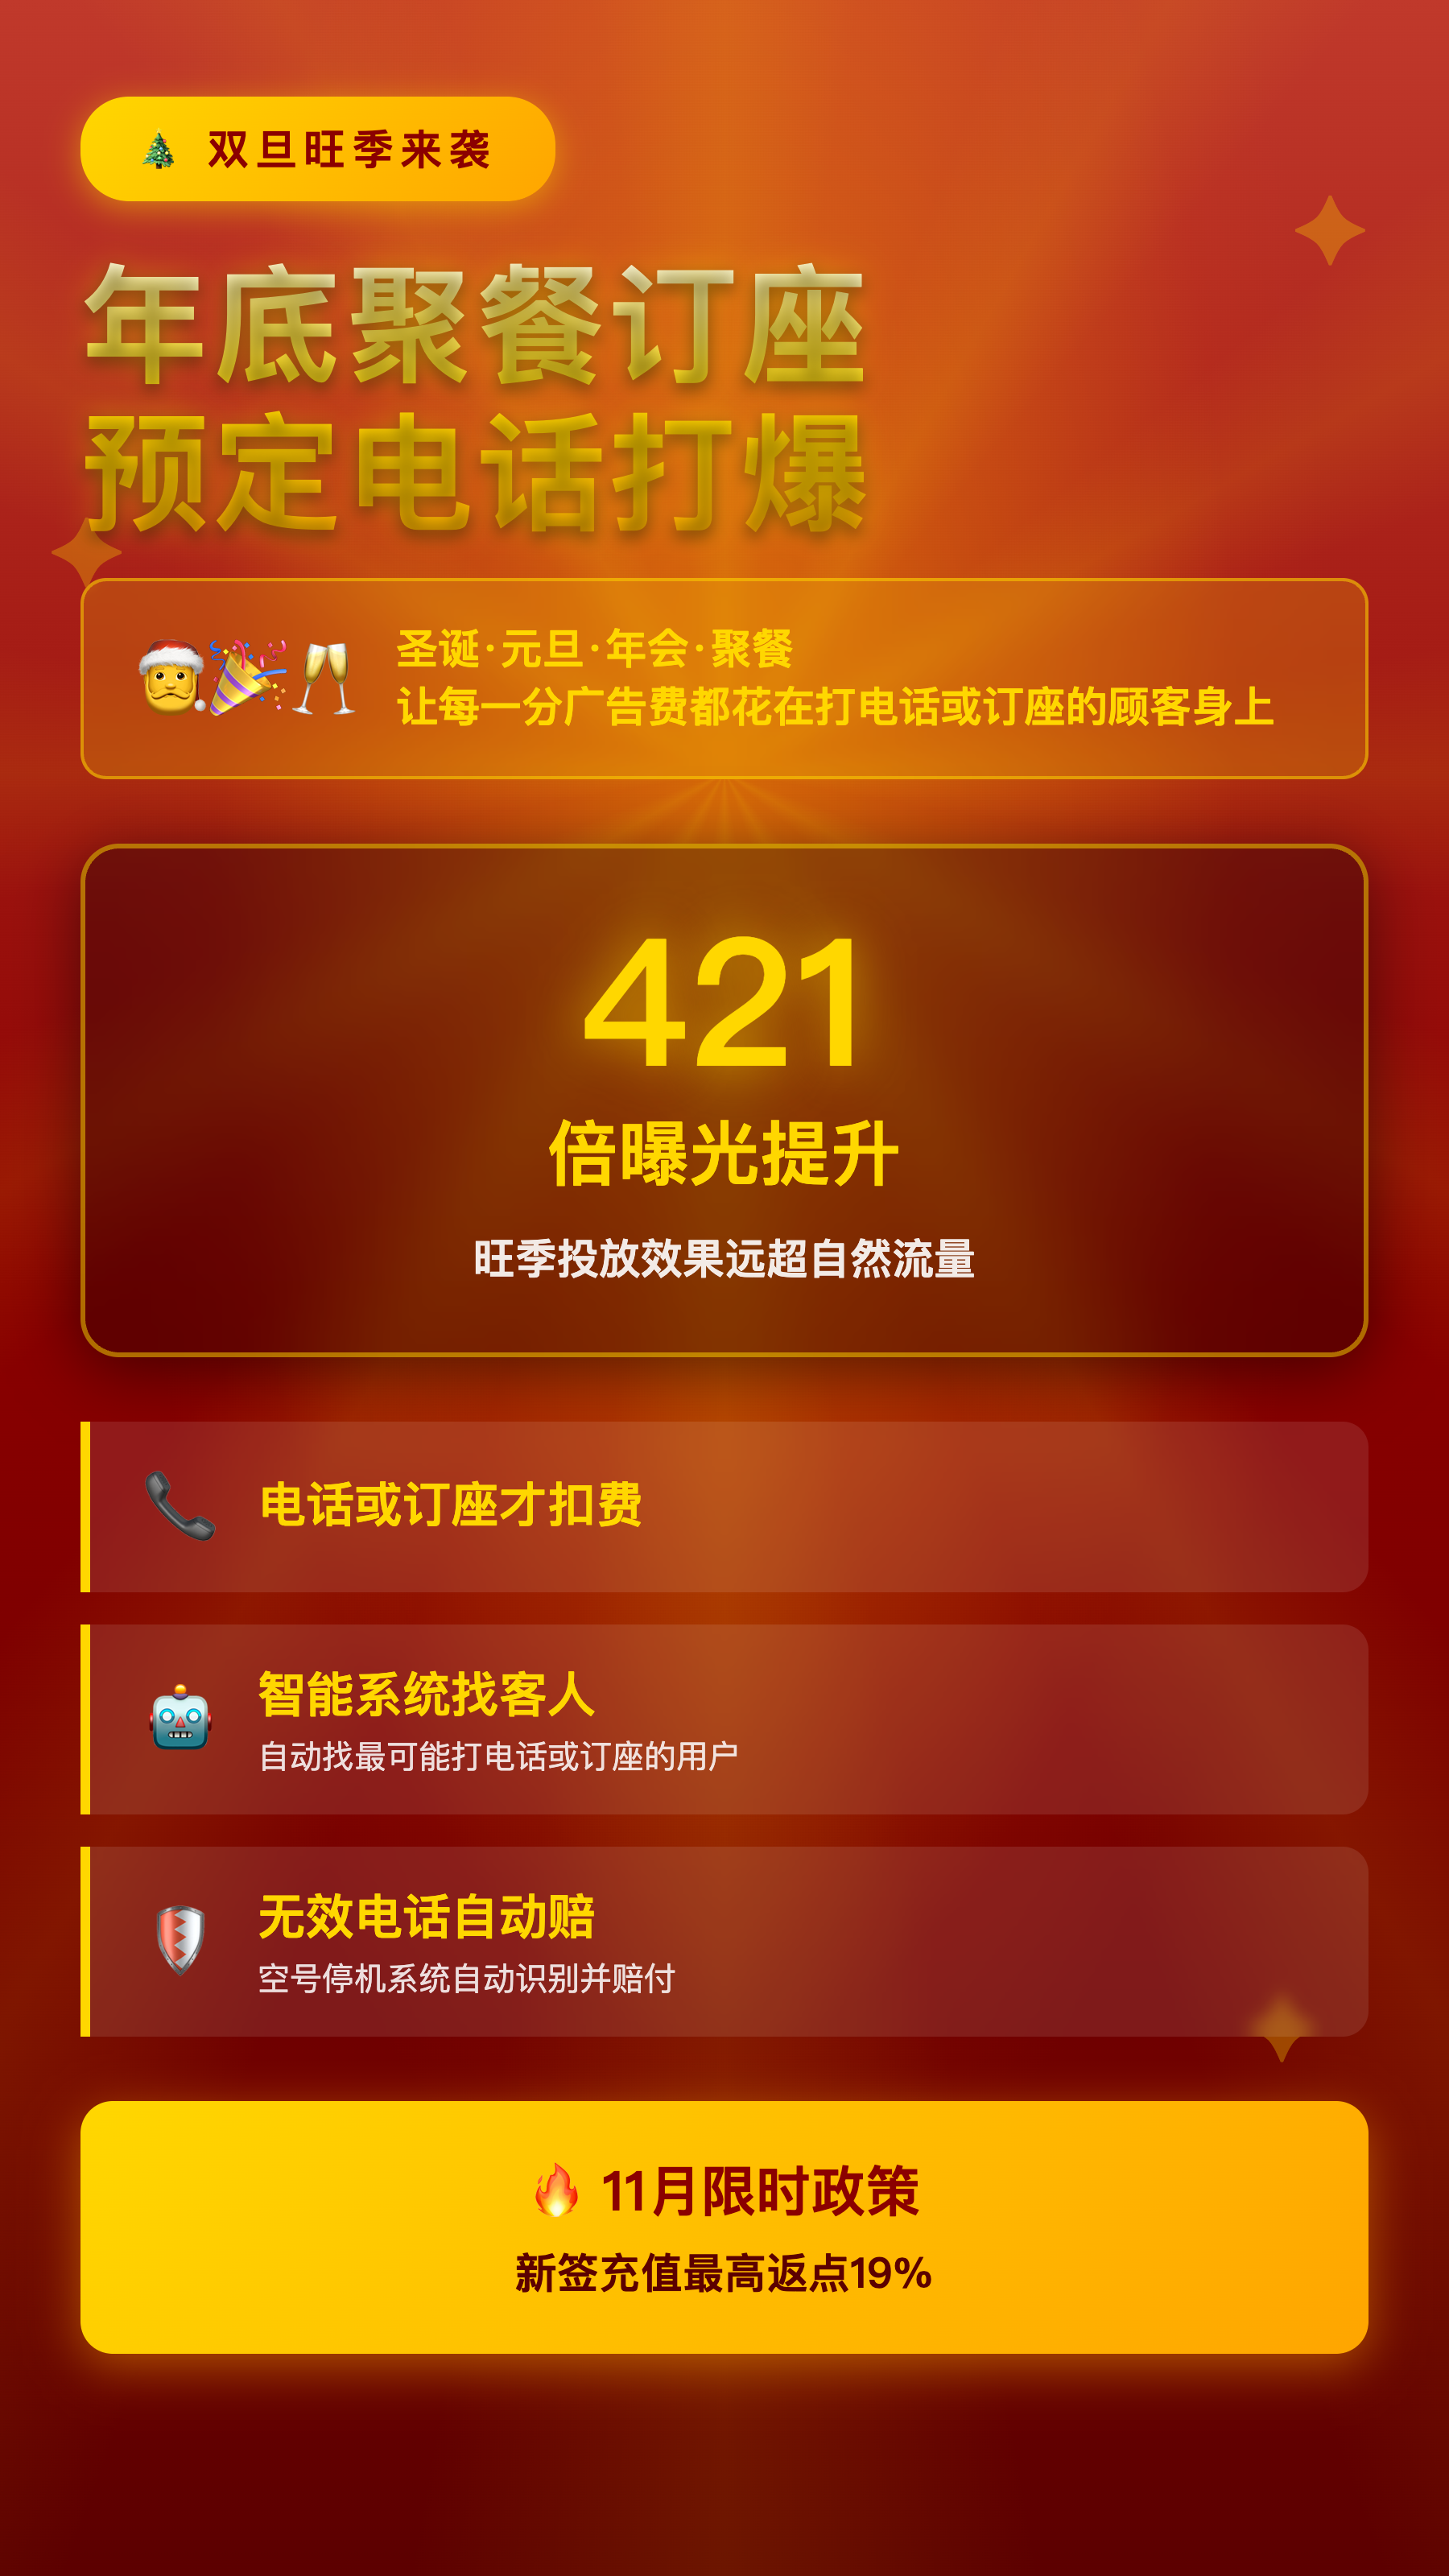 双旦旺季来袭
年底聚餐订座
预定电话打爆
圣诞·元旦·年会·聚餐
让每一分广告费都花在打电话或订座的顾客身上
421
倍曝光提升
旺季投放效果远超自然流量
电话或订座才扣费
智能系统找客人
自动找最可能打电话或订座的用户
无效电话自动赔
空号停机系统自动识别并赔付
11月限时政策
新签充值最高返点19%